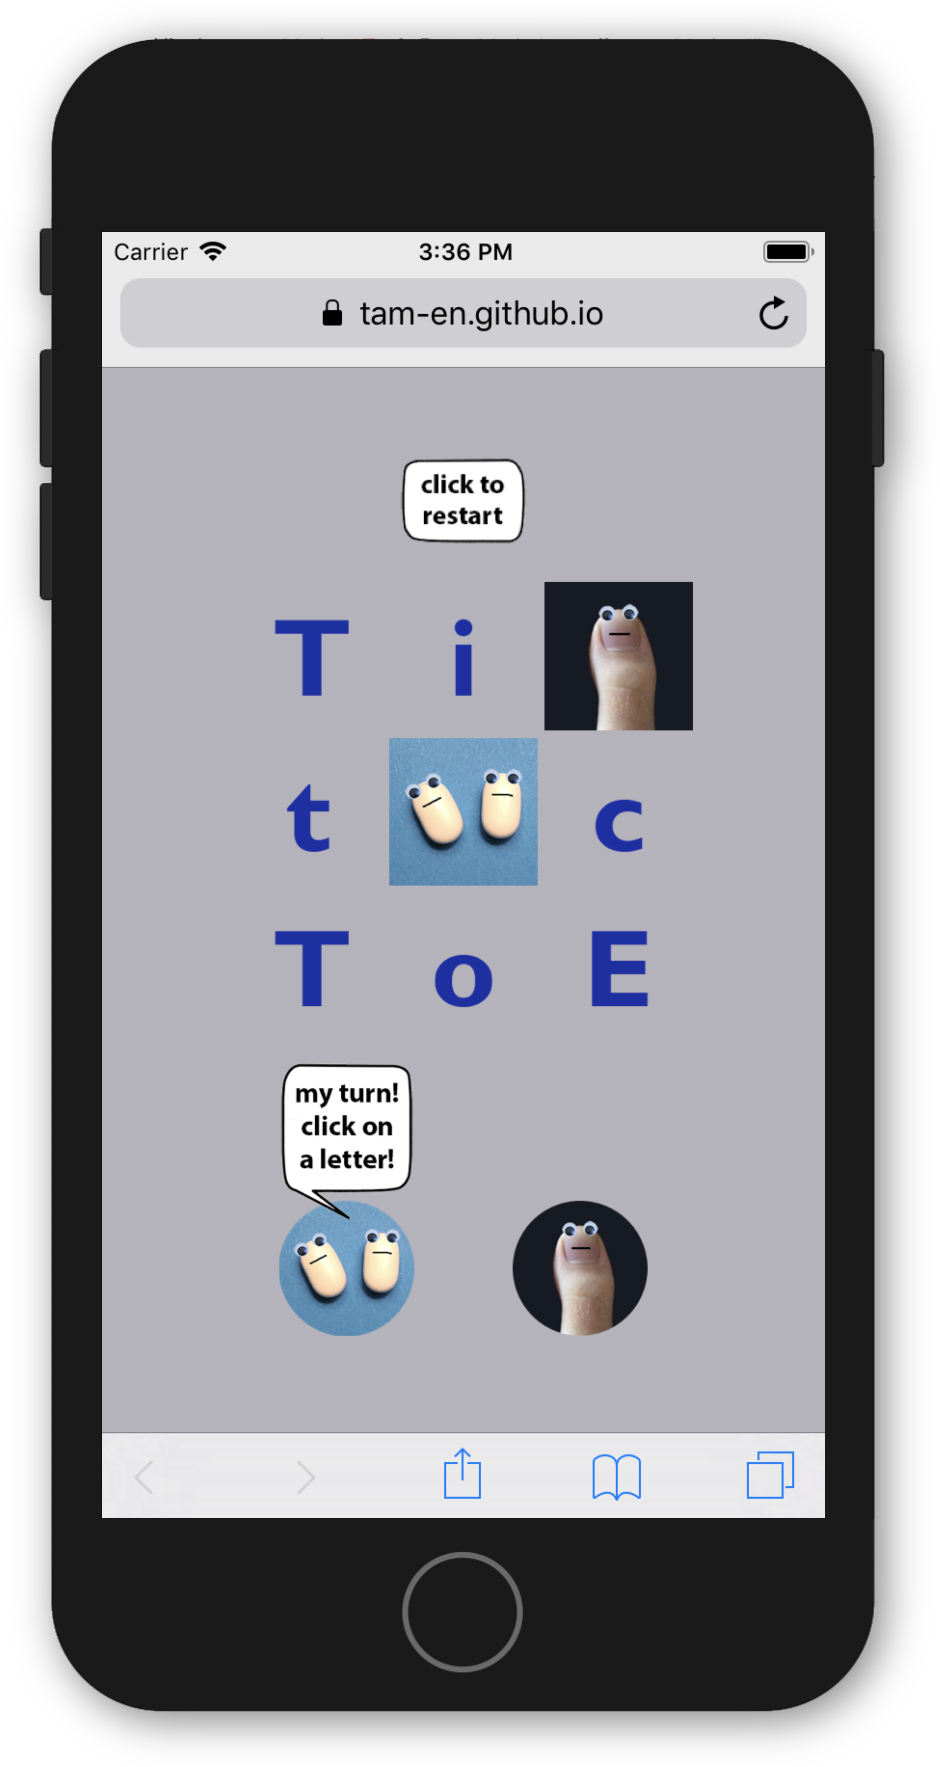 Carrier 3:36 PM
tam-en.github.io
click to
restart
T i
t c
T o E
my turn!
click on
a letter!